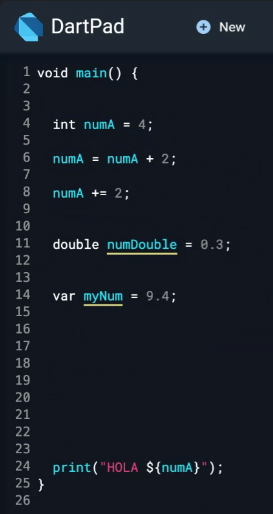 DartPad New
1 void main() {
2
3
4 int numA = 4;
5
6 numA = numA + 2;
7
8 numA += 2;
9
10
11 double numDouble = 0.3;
12
13
14 var myNum = 9.4;
15
16
17
18
19
20
21
22
23
24 print("HOLA ${numA}");
25 }
26